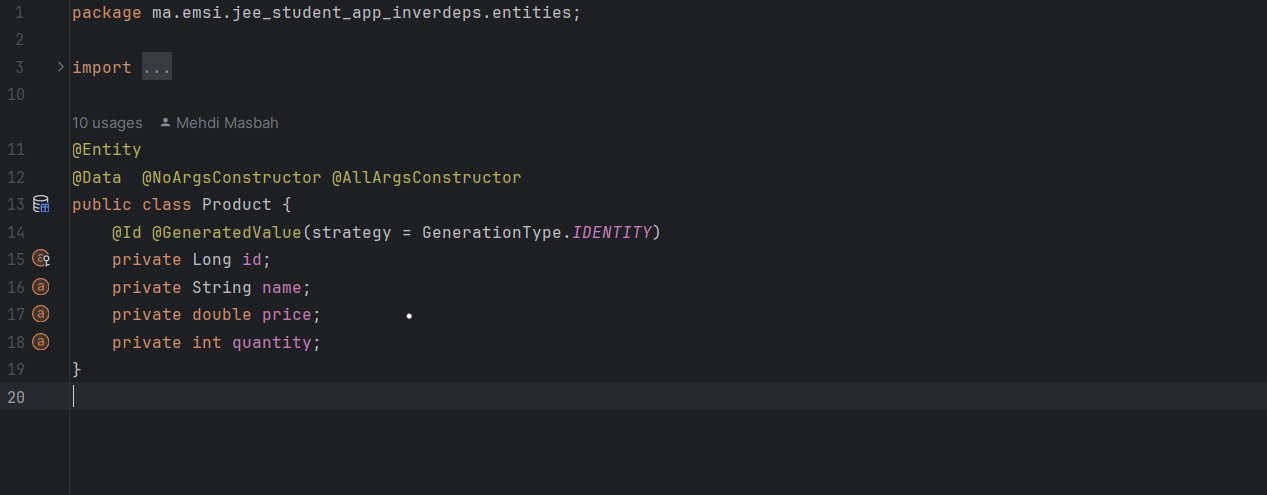 1 package ma.emsi.jee_student_app_inverdeps.entities;
2
3 import ...
10
10 usages Mehdi Masbah
11 @Entity
12 @Data  @NoArgsConstructor @AllArgsConstructor
13 public class Product {
14     @Id @GeneratedValue(strategy = GenerationType.IDENTITY)
15     private Long id;
16     private String name;
17     private double price;
18     private int quantity;
19 }
20